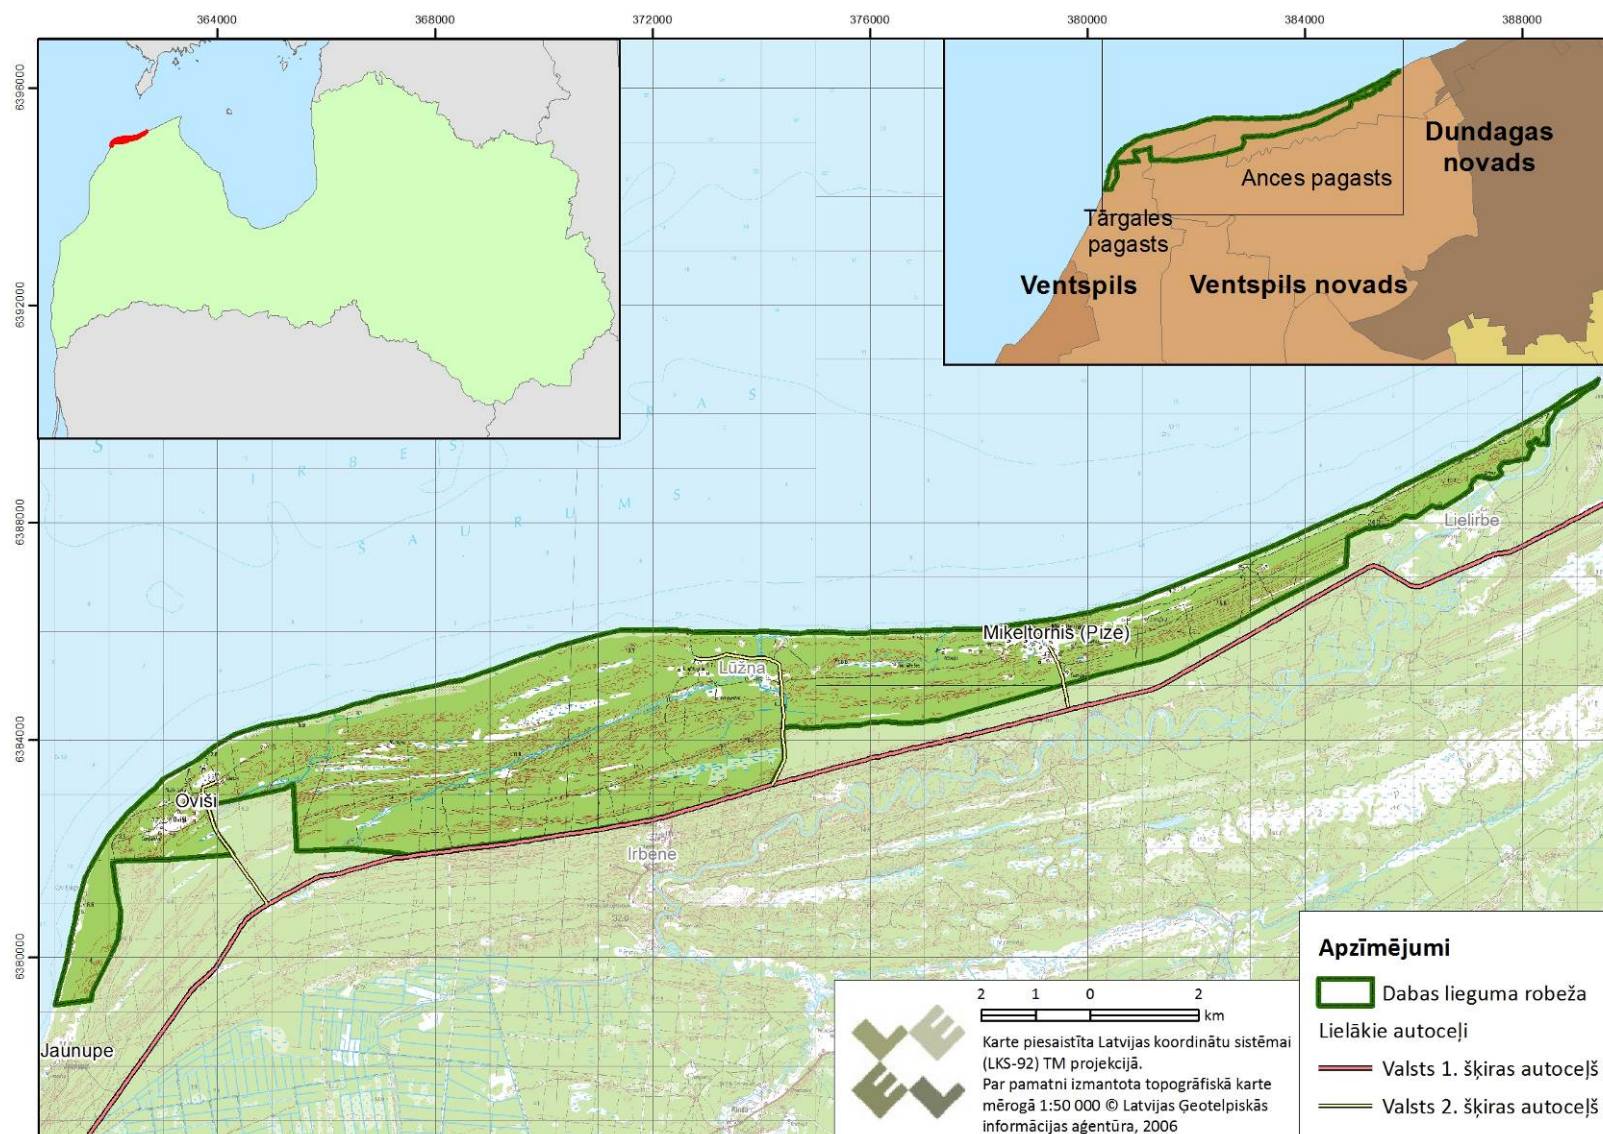 364000
368000
372000
376000
380000
384000
388000
6396000
6392000
6388000
6384000
6380000
Dundagas
novads
Ances pagasts
Tārgales
pagasts
Ventspils
Ventspils novads
I R B E S
Š A U R U M S
K A S
Lielirbe
Miķeļtornis (Pize)
Lūžņa
Oviši
Irbene
Jaunupe
2 1 0 2
km
Karte piesaistīta Latvijas koordinātu sistēmai
(LKS-92) TM projekcijā.
Par pamatni izmantota topogrāfiskā karte
mērogā 1:50 000 © Latvijas Ģeotelpiskās
informācijas aģentūra, 2006
Apzīmējumi
Dabas lieguma robeža
Lielākie autoceļi
Valsts 1. šķiras autoceļš
Valsts 2. šķiras autoceļš